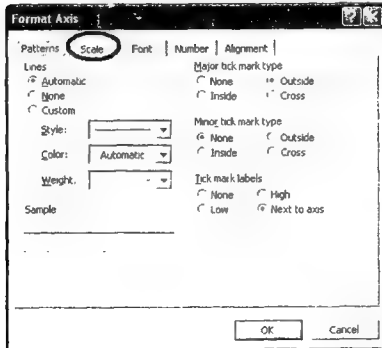 Format Axis
Patterns Scale Font Number Alignment
Lines
Automatic
None
Custom
Style:
Color: Automatic
Weight.
Sample
Major tick mark type
None Outside
Inside Cross
Minor tick mark type
None Outside
Inside Cross
Tick mark labels
None High
Low Next to axis
OK Cancel